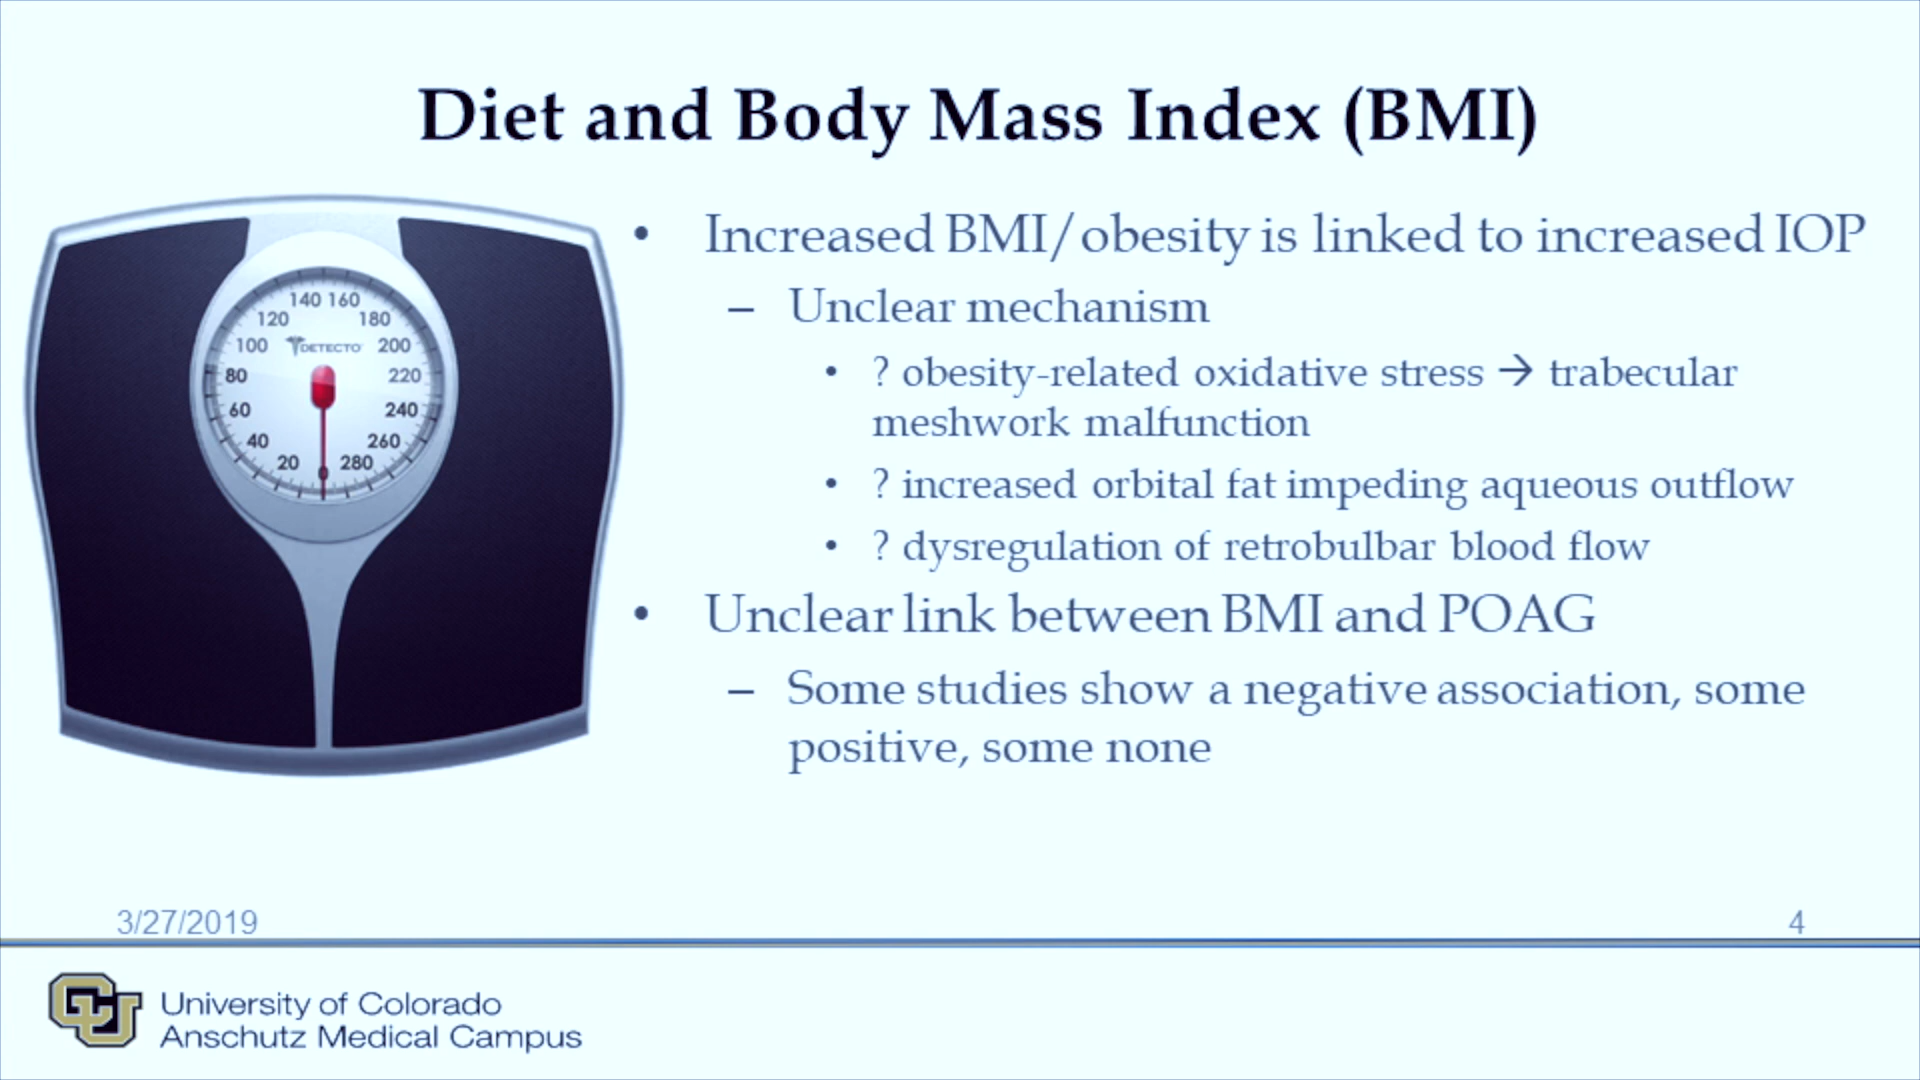 Diet and Body Mass Index (BMI)
140 160
120 180
100 DETECTO 200
80 220
60 240
40 260
20 0 280
• Increased BMI/obesity is linked to increased IOP
– Unclear mechanism
• ? obesity-related oxidative stress → trabecular
meshwork malfunction
• ? increased orbital fat impeding aqueous outflow
• ? dysregulation of retrobulbar blood flow
• Unclear link between BMI and POAG
– Some studies show a negative association, some
positive, some none
3/27/2019 4
CU
University of Colorado
Anschutz Medical Campus